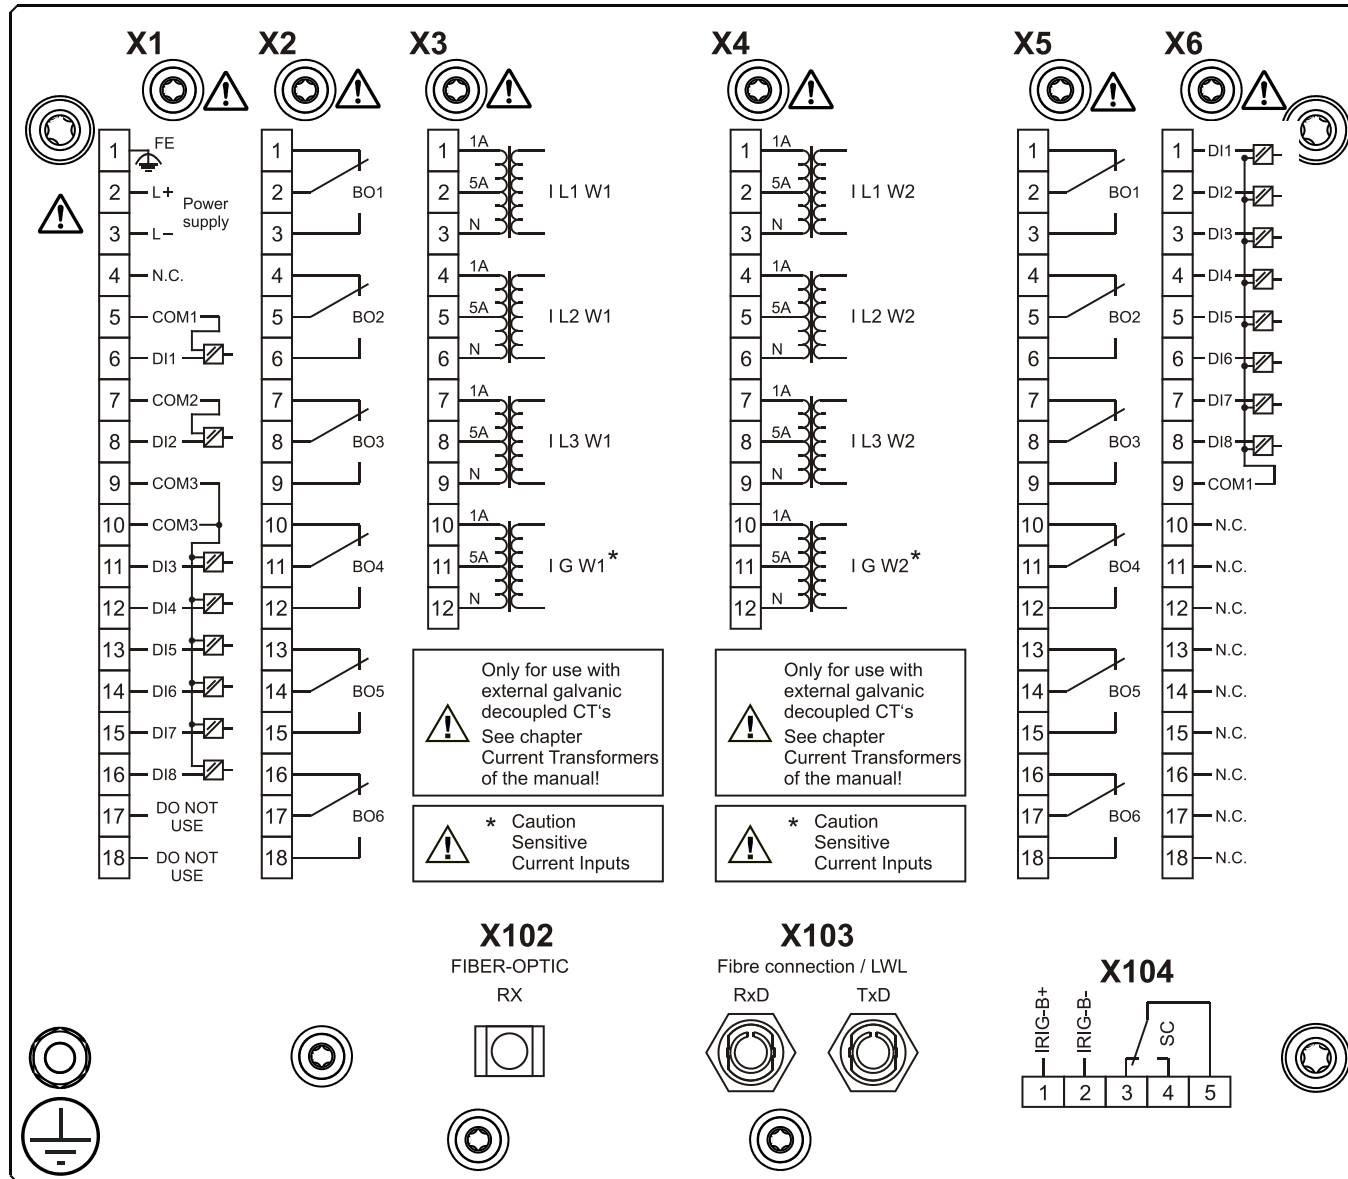 X1
X2
X3
X4
X5
X6
1 FE
2 L+
Power
supply
3 L–
4 N.C.
5 COM1
6 DI1
7 COM2
8 DI2
9 COM3
10 COM3
11 DI3
12 DI4
13 DI5
14 DI6
15 DI7
16 DI8
17 DO NOT
USE
18 DO NOT
USE
1
2 BO1
3
4
5 BO2
6
7
8 BO3
9
10
11 BO4
12
13
14 BO5
15
16
17 BO6
18
1 1A
2 5A I L1 W1
3 N
4 1A
5 5A I L2 W1
6 N
7 1A
8 5A I L3 W1
9 N
10 1A
11 5A I G W1*
12 N
Only for use with
external galvanic
decoupled CT's
See chapter
Current Transformers
of the manual!
* Caution
Sensitive
Current Inputs
1 1A
2 5A I L1 W2
3 N
4 1A
5 5A I L2 W2
6 N
7 1A
8 5A I L3 W2
9 N
10 1A
11 5A I G W2*
12 N
Only for use with
external galvanic
decoupled CT's
See chapter
Current Transformers
of the manual!
* Caution
Sensitive
Current Inputs
1
2 BO1
3
4
5 BO2
6
7
8 BO3
9
10
11 BO4
12
13
14 BO5
15
16
17 BO6
18
1 DI1
2 DI2
3 DI3
4 DI4
5 DI5
6 DI6
7 DI7
8 DI8
9 COM1
10 N.C.
11 N.C.
12 N.C.
13 N.C.
14 N.C.
15 N.C.
16 N.C.
17 N.C.
18 N.C.
X102
FIBER-OPTIC
RX
X103
Fibre connection / LWL
RxD TxD
X104
IRIG-B+
IRIG-B-
SC
1 2 3 4 5